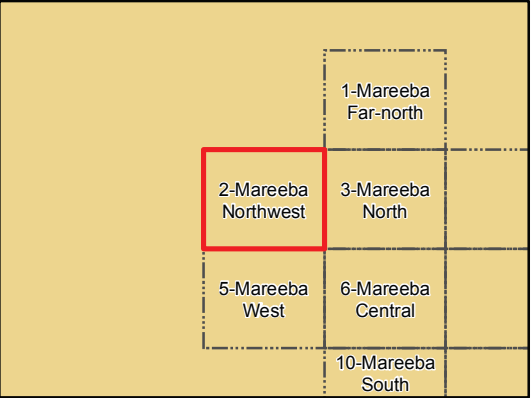 1-Mareeba
Far-north
2-Mareeba
Northwest
3-Mareeba
North
5-Mareeba
West
6-Mareeba
Central
10-Mareeba
South